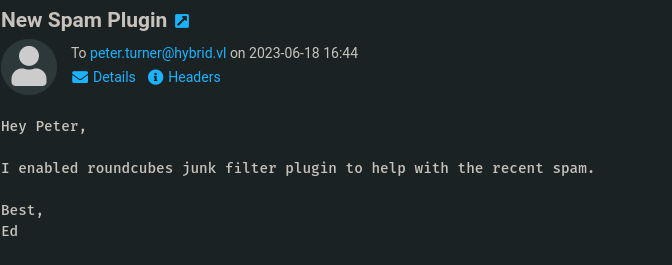 New Spam Plugin
To peter.turner@hybrid.vl on 2023-06-18 16:44
Details Headers
Hey Peter,
I enabled roundcubes junk filter plugin to help with the recent spam.
Best,
Ed